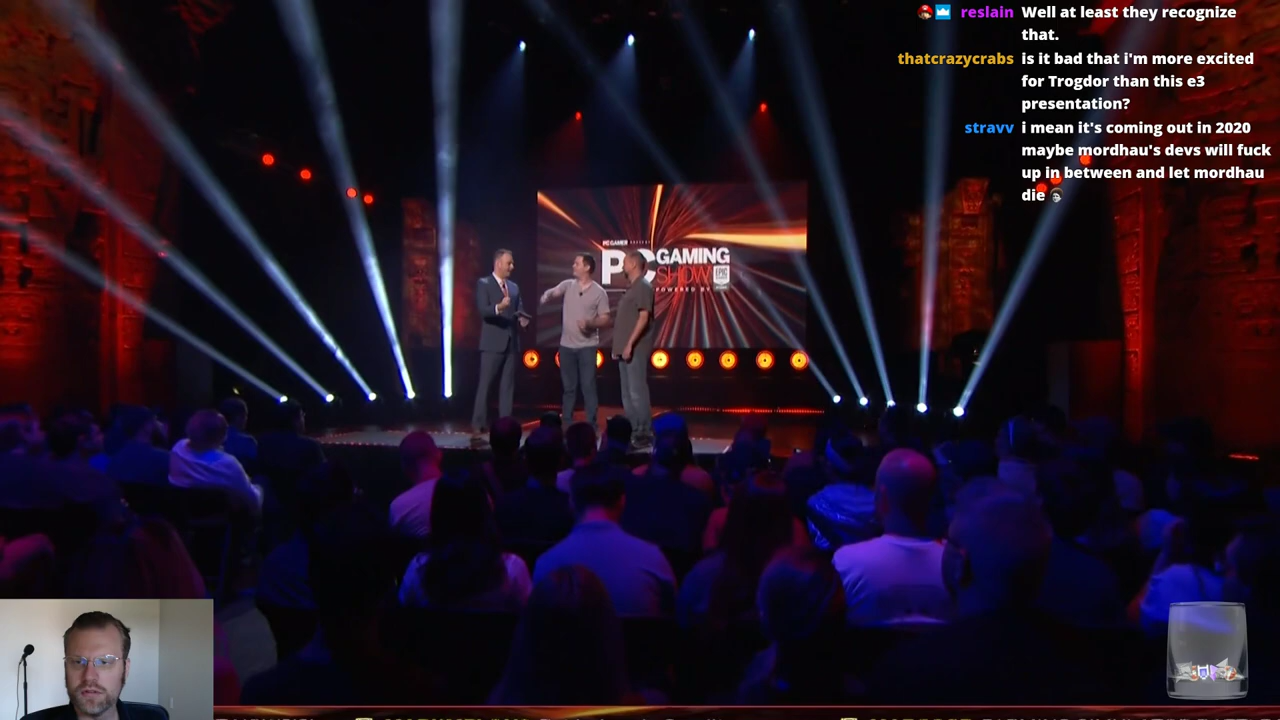 reslain Well at least they recognize
that.
thatcrazycrabs is it bad that i'm more excited
for Trogdor than this e3
presentation?
stravv i mean it's coming out in 2020
maybe mordhau's devs will fuck
up in between and let mordhau
die
PC GAMER
PC GAMING
SHOW
POWERED BY
EPIC